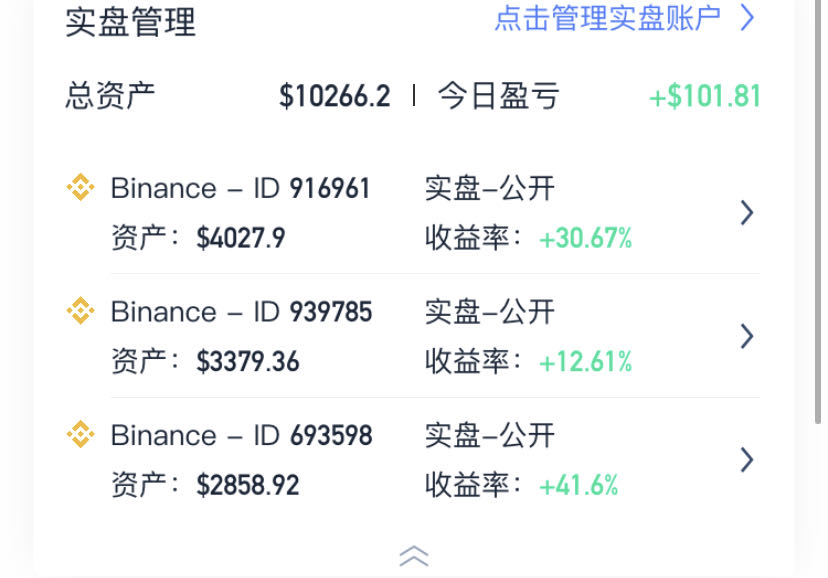 实盘管理 点击管理实盘账户
总资产 $10266.2 | 今日盈亏 +$101.81
Binance – ID 916961 实盘–公开
资产： $4027.9 收益率： +30.67%
Binance – ID 939785 实盘–公开
资产： $3379.36 收益率： +12.61%
Binance – ID 693598 实盘–公开
资产： $2858.92 收益率： +41.6%